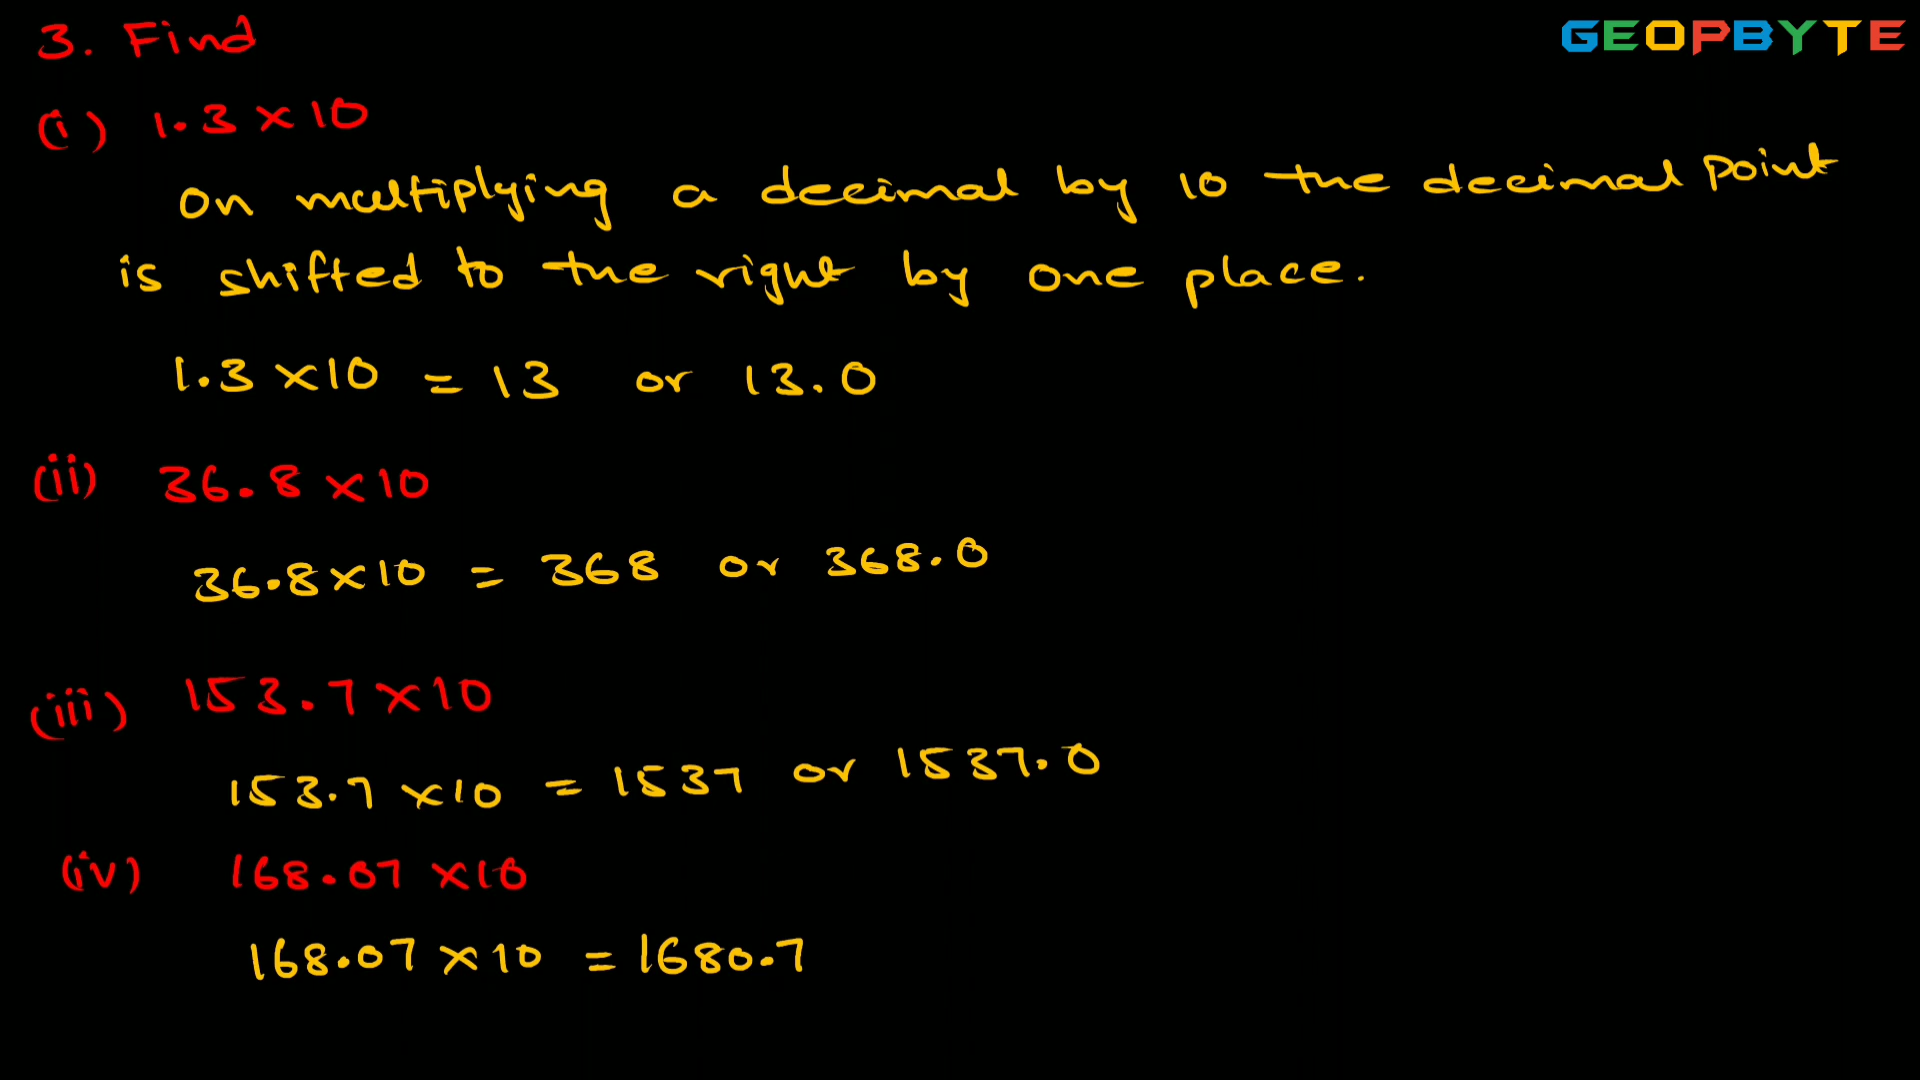 3. Find
GEOPBYTE
(i) 1.3 × 10
On multiplying a decimal by 10 the decimal point
is shifted to the right by one place.
1.3 × 10 = 13 or 13.0
(ii) 36.8 × 10
36.8 × 10 = 368 or 368.0
(iii) 153.7 × 10
153.7 × 10 = 1537 or 1537.0
(iv) 168.07 × 10
168.07 × 10 = 1680.7